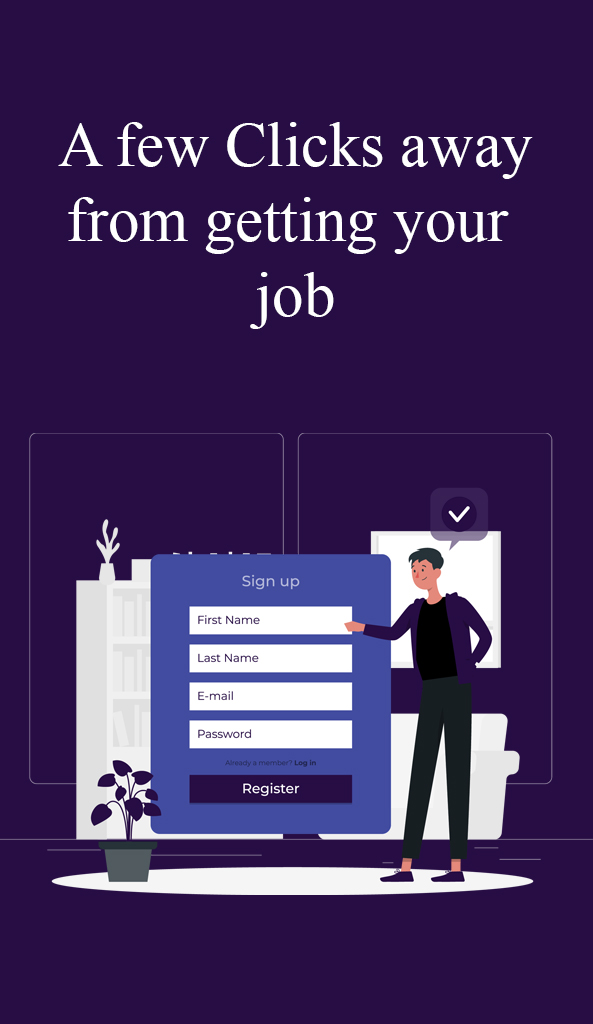 A few Clicks away
from getting your
job
Sign up
First Name
Last Name
E-mail
Password
Already a member? Log in
Register